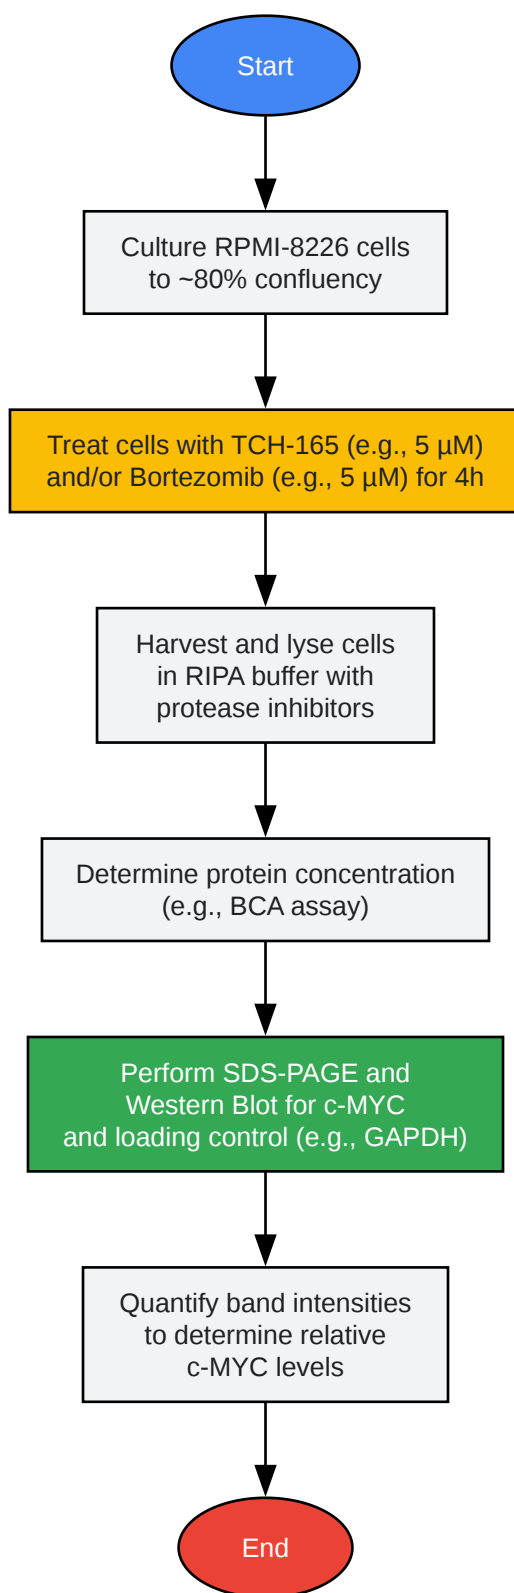 Start
Culture RPMI-8226 cells
to ~80% confluency
Treat cells with TCH-165 (e.g., 5 µM)
and/or Bortezomib (e.g., 5 µM) for 4h
Harvest and lyse cells
in RIPA buffer with
protease inhibitors
Determine protein concentration
(e.g., BCA assay)
Perform SDS-PAGE and
Western Blot for c-MYC
and loading control (e.g., GAPDH)
Quantify band intensities
to determine relative
c-MYC levels
End